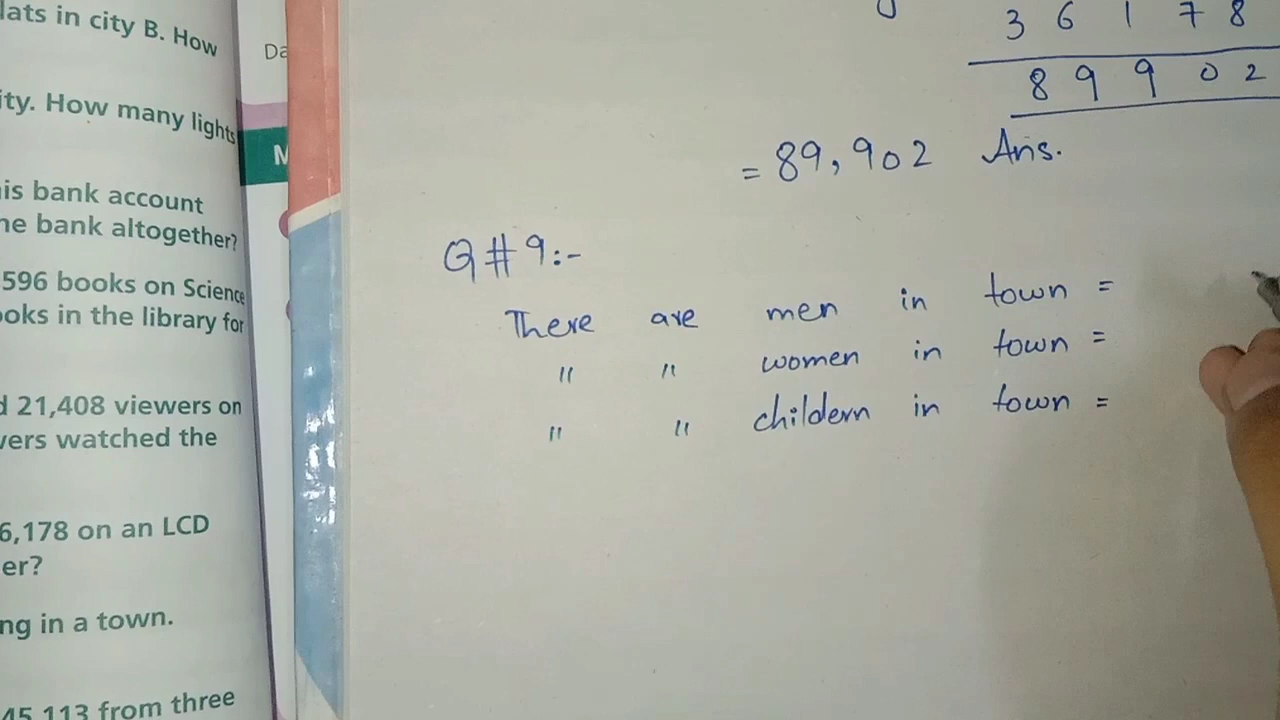 lats in city B. How
ity. How many lights
is bank account
he bank altogether?
596 books on Science
ooks in the library for
d 21,408 viewers on
vers watched the
6,178 on an LCD
er?
ng in a town.
45,113 from three
Da
M
3 6 1 7 8
8 9 9 0 2
= 89,902 Ans.
Q # 9:-
There are men in town =
" " women in town =
" " childern in town =